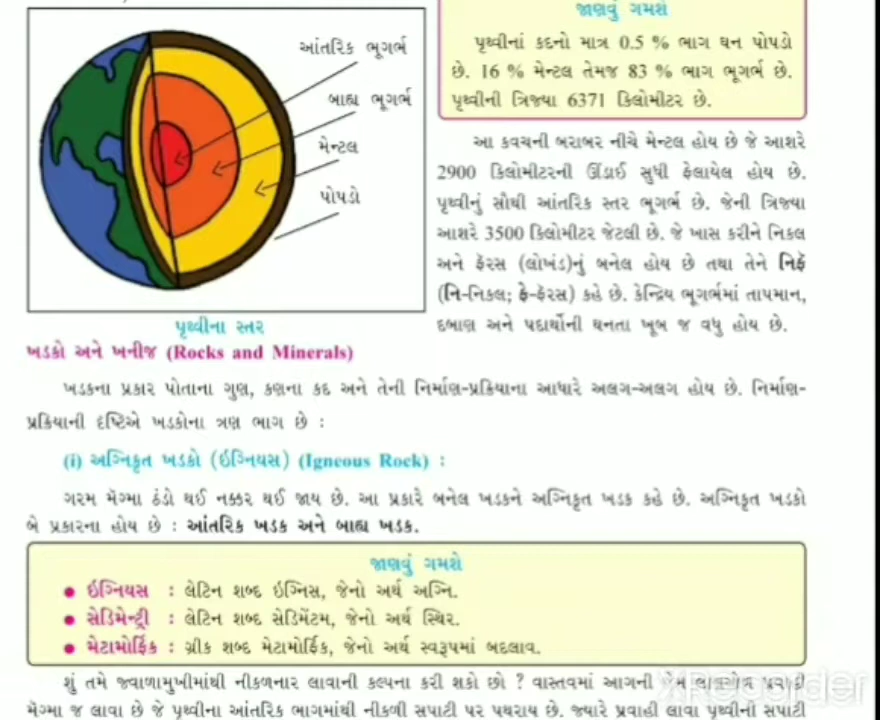 આંતરિક ભૂગર્ભ
બાહ્ય ભૂગર્ભ
મેન્ટલ
પોપડો
પૃથ્વીના સ્તર
જાણવું ગમશે
પૃથ્વીનાં કદનો માત્ર 0.5 % ભાગ ઘન પોપડો
છે. 16 % મેન્ટલ તેમજ 83 % ભાગ ભૂગર્ભ છે.
પૃથ્વીની ત્રિજ્યા 6371 કિલોમીટર છે.
આ કવચની બરાબર નીચે મેન્ટલ હોય છે જે આશરે
2900 કિલોમીટરની ઊંડાઈ સુધી ફેલાયેલ હોય છે.
પૃથ્વીનું સૌથી આંતરિક સ્તર ભૂગર્ભ છે. જેની ત્રિજ્યા
આશરે 3500 કિલોમીટર જેટલી છે. જે ખાસ કરીને નિકલ
અને ફૅરસ (લોખંડ)નું બનેલ હોય છે તથા તેને નિફૅ
(નિ-નિકલ; ફૅ-ફૅરસ) કહે છે. કેન્દ્રિય ભૂગર્ભમાં તાપમાન,
દબાણ અને પદાર્થોની ઘનતા ખૂબ જ વધુ હોય છે.
ખડકો અને ખનીજ (Rocks and Minerals)
ખડકના પ્રકાર પોતાના ગુણ, કણના કદ અને તેની નિર્માણ-પ્રક્રિયાના આધારે અલગ-અલગ હોય છે. નિર્માણ-
પ્રક્રિયાની દૃષ્ટિએ ખડકોના ત્રણ ભાગ છે :
(i) અગ્નિકૃત ખડકો (ઇગ્નિયસ) (Igneous Rock) :
ગરમ મૅગ્મા ઠંડો થઈ નક્કર થઈ જાય છે. આ પ્રકારે બનેલ ખડકને અગ્નિકૃત ખડક કહે છે. અગ્નિકૃત ખડકો
બે પ્રકારના હોય છે : આંતરિક ખડક અને બાહ્ય ખડક.
જાણવું ગમશે
● ઇગ્નિયસ : લેટિન શબ્દ ઇગ્નિસ, જેનો અર્થ અગ્નિ.
● સેડિમેન્ટ્રી : લેટિન શબ્દ સેડિમેંટમ, જેનો અર્થ સ્થિર.
● મેટામોર્ફિક : ગ્રીક શબ્દ મેટામોર્ફિક, જેનો અર્થ સ્વરૂપમાં બદલાવ.
શું તમે જ્વાળામુખીમાંથી નીકળનાર લાવાની કલ્પના કરી શકો છો ? વાસ્તવમાં આગની જેમ
મૅગ્મા જ લાવા છે જે પૃથ્વીના આંતરિક ભાગમાંથી નીકળી સપાટી પર પથરાય છે. જ્યારે પ્રવાહી લાવા પૃથ્વીની સપાટી
XRecorder